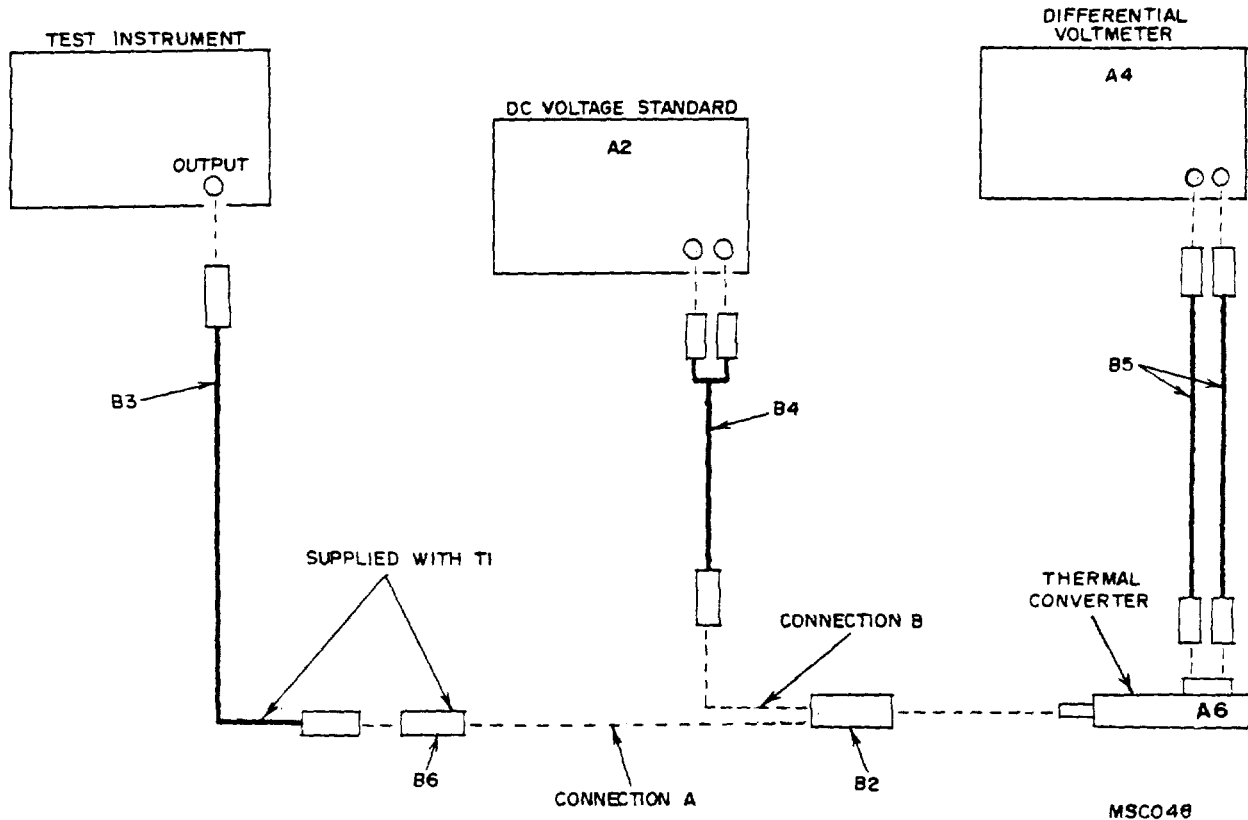 TEST INSTRUMENT
OUTPUT
DC VOLTAGE STANDARD
A2
DIFFERENTIAL
VOLTMETER
A4
B3
B4
B5
SUPPLIED WITH TI
CONNECTION B
THERMAL
CONVERTER
A6
B6
CONNECTION A
B2
MSC048